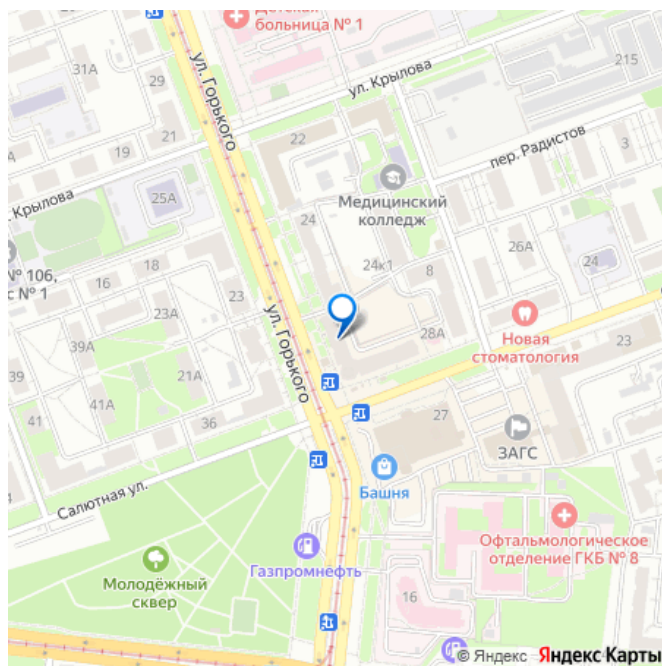 Детская
больница № 1
31А
29
ул. Горького
ул. Крылова
215
21
22
19
пер. Радистов
3
Медицинский
колледж
25А
Крылова
24
26А
№ 106,
с № 1
18
16
24к1
8
24
23
23А
ул. Горького
Новая
стоматология
28А
23
39А
39
21А
41
41А
36
27
ЗАГС
Салютная ул.
Башня
Офтальмологическое
отделение ГКБ № 8
Газпромнефть
Молодёжный
сквер
16
© Яндекс Яндекс Карты